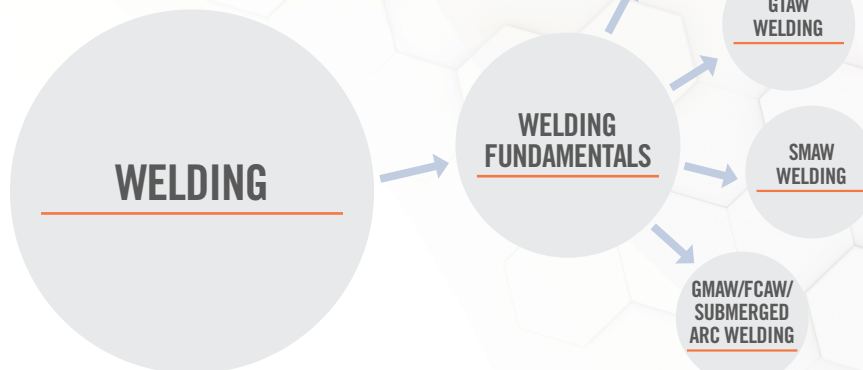 WELDING
WELDING
FUNDAMENTALS
GTAW
WELDING
SMAW
WELDING
GMAW/FCAW/
SUBMERGED
ARC WELDING